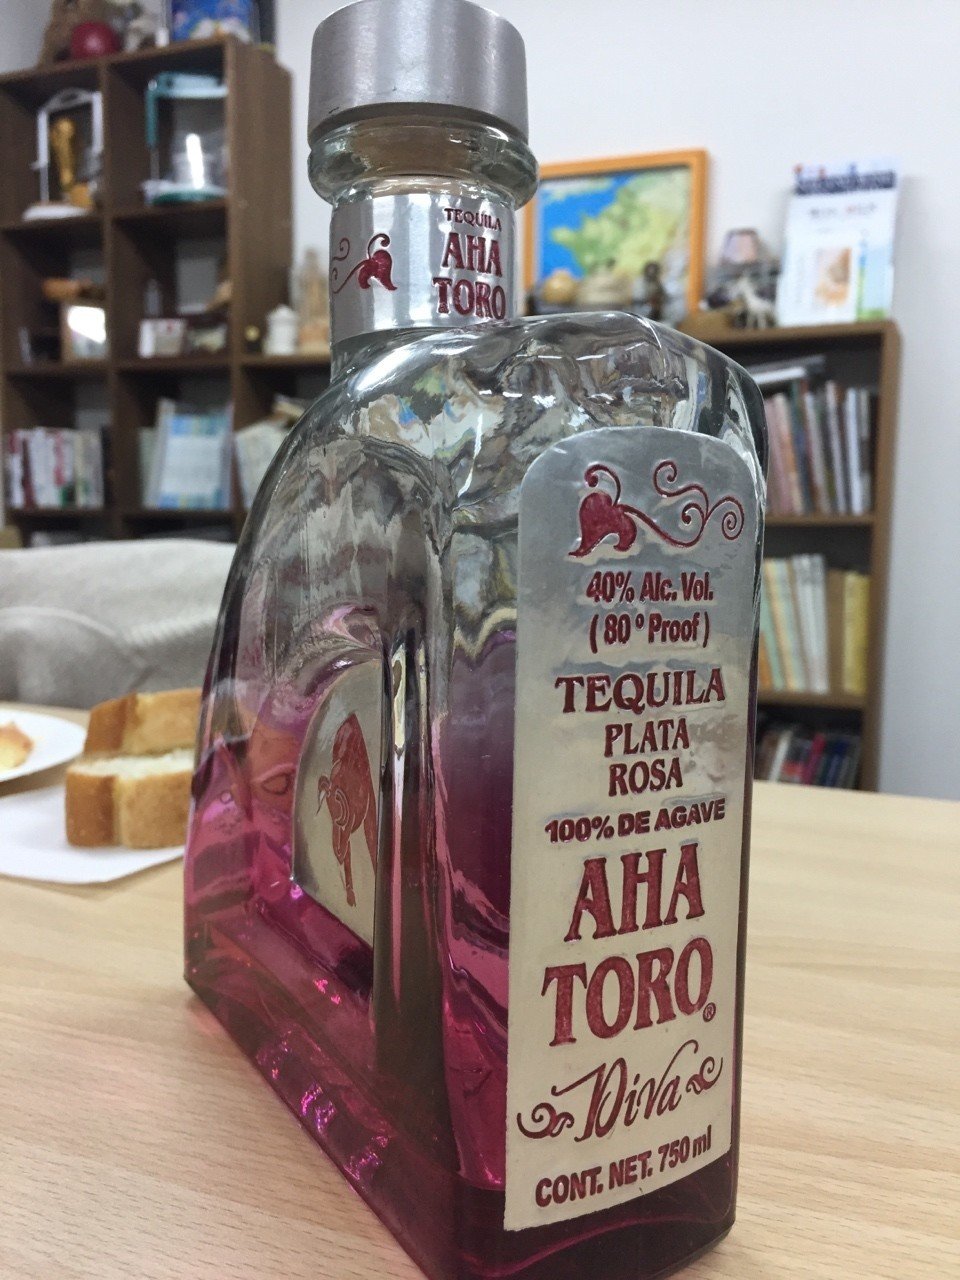 TEQUILA
AHA
TORO
40% Alc. Vol.
( 80 º Proof )
TEQUILA
PLATA
ROSA
100% DE AGAVE
AHA
TORO®
Diva
CONT. NET. 750 ml